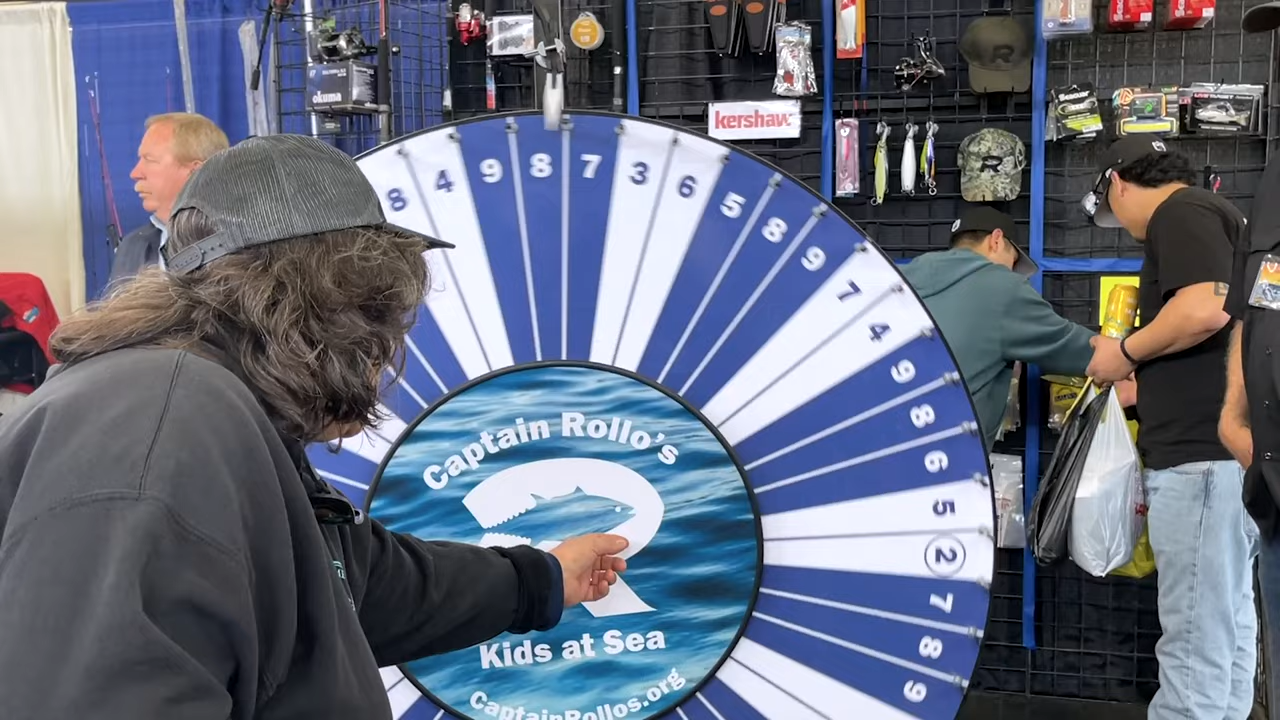 okuma
kershaw
8 4 9 8 7 3 6 5 8 9 7 4 9 8 6 5 2 7 8 9
Captain Rollo's
R
Kids at Sea
CaptainRollos.org